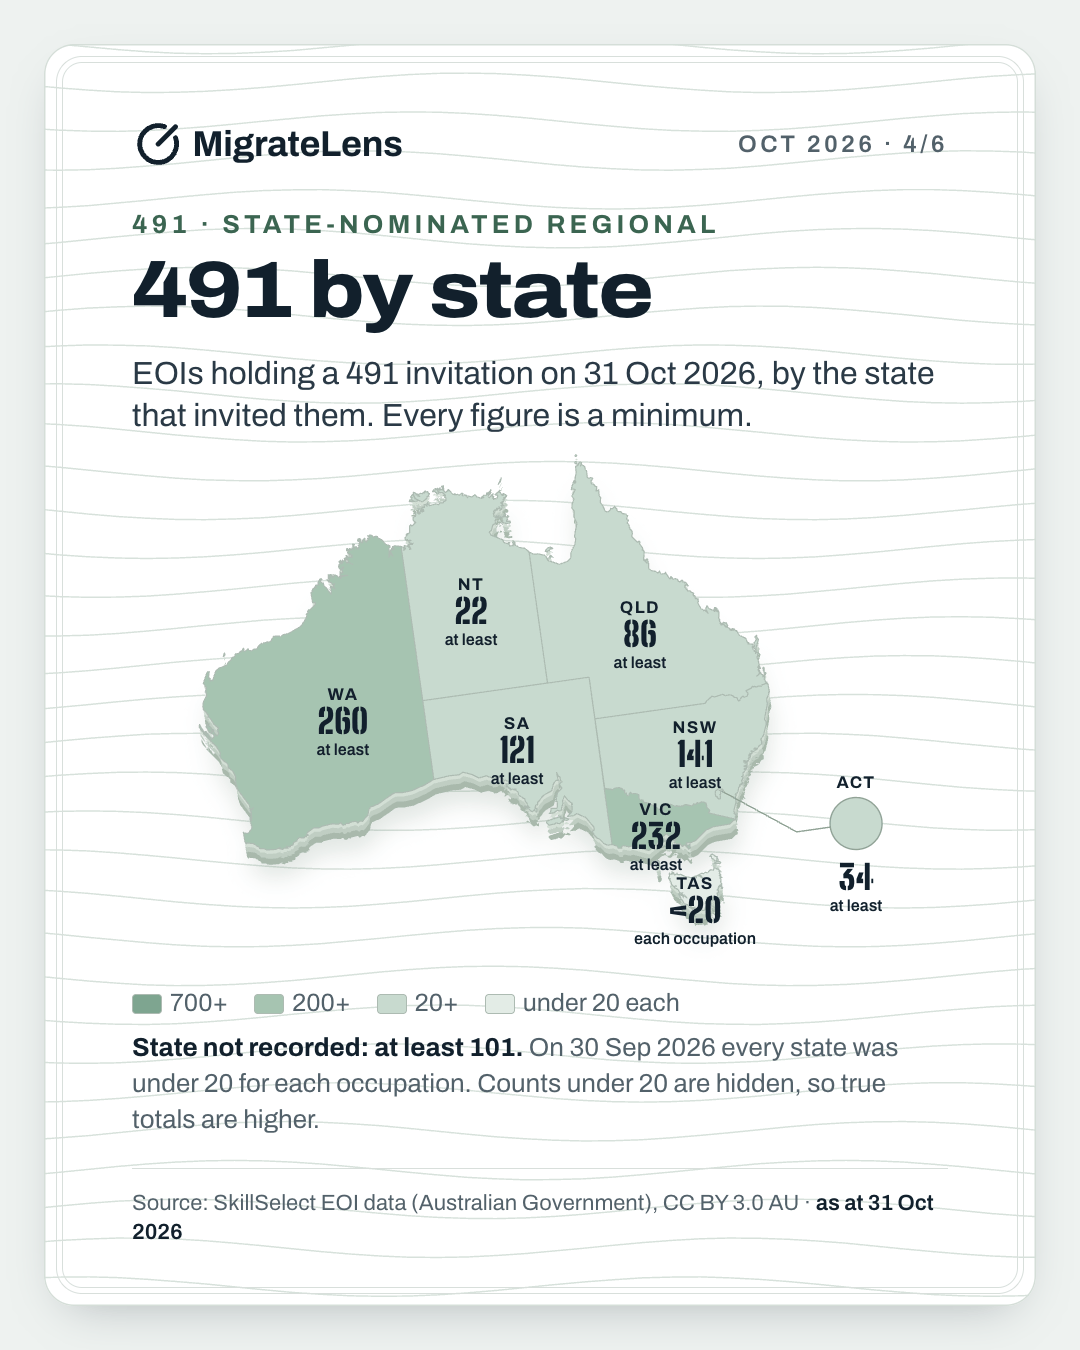 MigrateLens
OCT 2026 · 4/6
491 · STATE-NOMINATED REGIONAL
491 by state
EOIs holding a 491 invitation on 31 Oct 2026, by the state
that invited them. Every figure is a minimum.
NT
22
at least
QLD
86
at least
WA
260
at least
SA
121
at least
NSW
141
at least
ACT
34
at least
VIC
232
at least
TAS
<20
each occupation
700+
200+
20+
under 20 each
State not recorded: at least 101. On 30 Sep 2026 every state was
under 20 for each occupation. Counts under 20 are hidden, so true
totals are higher.
Source: SkillSelect EOI data (Australian Government), CC BY 3.0 AU · as at 31 Oct
2026